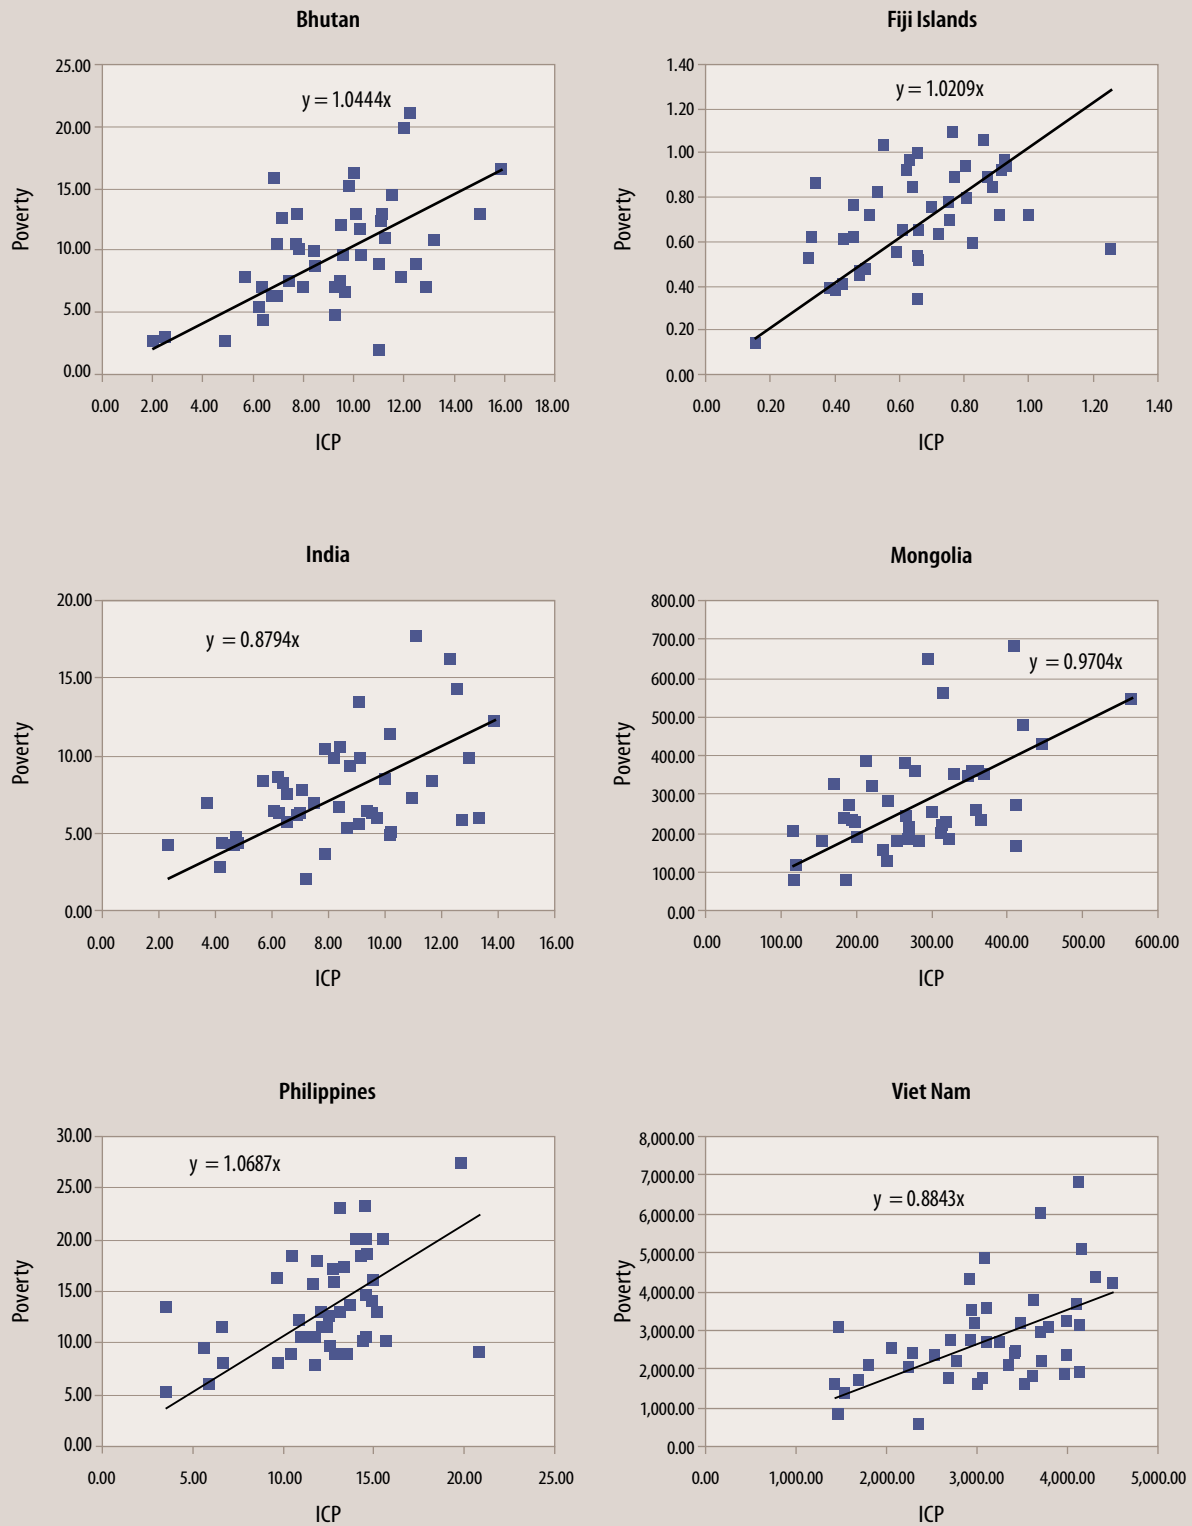 Bhutan
25.00
20.00
15.00
10.00
5.00
0.00
Poverty
y = 1.0444x
0.00 2.00 4.00 6.00 8.00 10.00 12.00 14.00 16.00 18.00
ICP
Fiji Islands
1.40
1.20
1.00
0.80
0.60
0.40
0.20
0.00
Poverty
y = 1.0209x
0.00 0.20 0.40 0.60 0.80 1.00 1.20 1.40
ICP
India
20.00
15.00
10.00
5.00
0.00
Poverty
y = 0.8794x
0.00 2.00 4.00 6.00 8.00 10.00 12.00 14.00 16.00
ICP
Mongolia
800.00
700.00
600.00
500.00
400.00
300.00
200.00
100.00
0.00
Poverty
y = 0.9704x
0.00 100.00 200.00 300.00 400.00 500.00 600.00
ICP
Philippines
30.00
25.00
20.00
15.00
10.00
5.00
0.00
Poverty
y = 1.0687x
0.00 5.00 10.00 15.00 20.00 25.00
ICP
Viet Nam
8,000.00
7,000.00
6,000.00
5,000.00
4,000.00
3,000.00
2,000.00
1,000.00
0.00
Poverty
y = 0.8843x
0.00 1,000.00 2,000.00 3,000.00 4,000.00 5,000.00
ICP